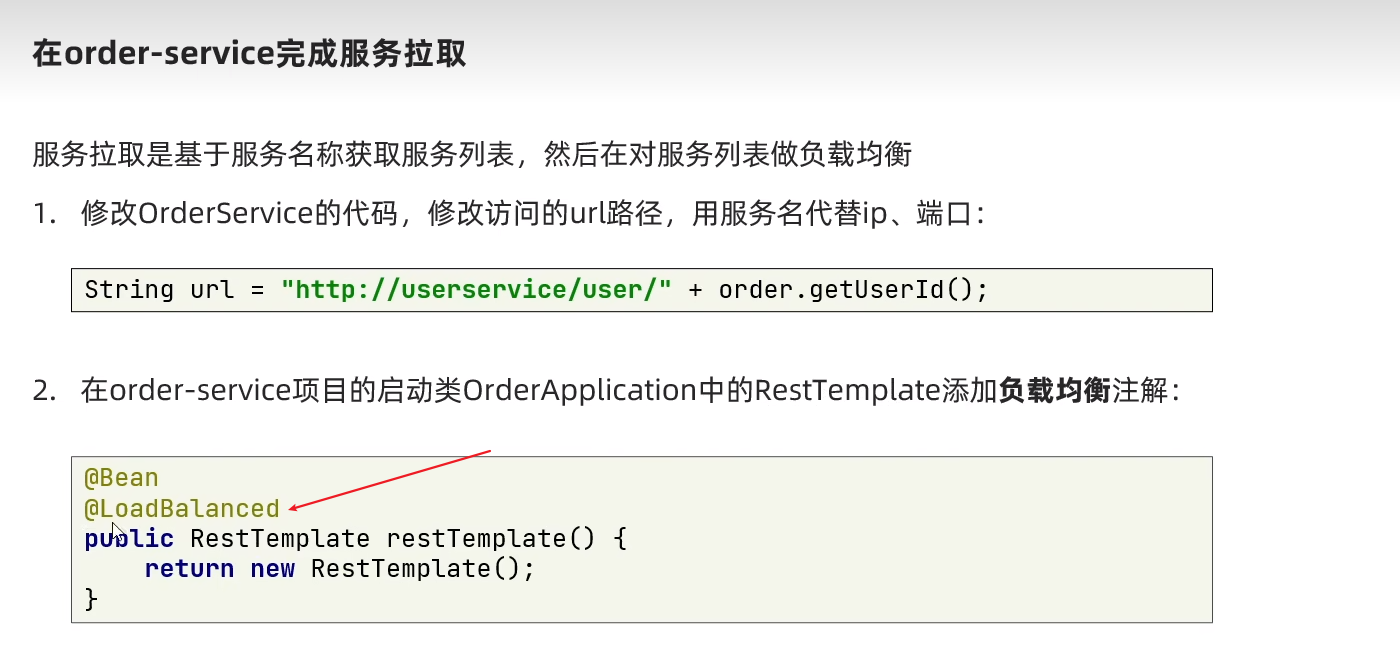 在order-service完成服务拉取
服务拉取是基于服务名称获取服务列表，然后在对服务列表做负载均衡
1. 修改OrderService的代码，修改访问的url路径，用服务名代替ip、端口：
String url = "http://userservice/user/" + order.getUserId();
2. 在order-service项目的启动类OrderApplication中的RestTemplate添加负载均衡注解：
@Bean
@LoadBalanced
public RestTemplate restTemplate() {
    return new RestTemplate();
}